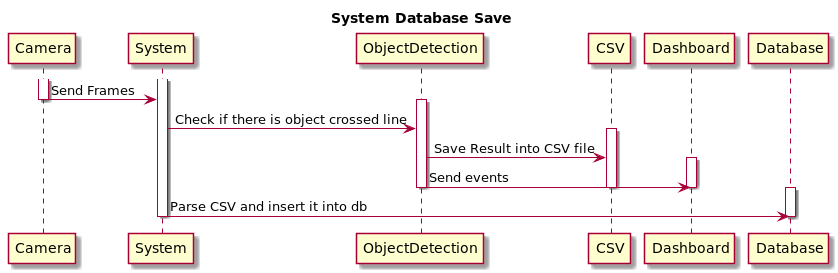 System Database Save
Camera System ObjectDetection CSV Dashboard Database
Send Frames
Check if there is object crossed line
Save Result into CSV file
Send events
Parse CSV and insert it into db
Camera System ObjectDetection CSV Dashboard Database